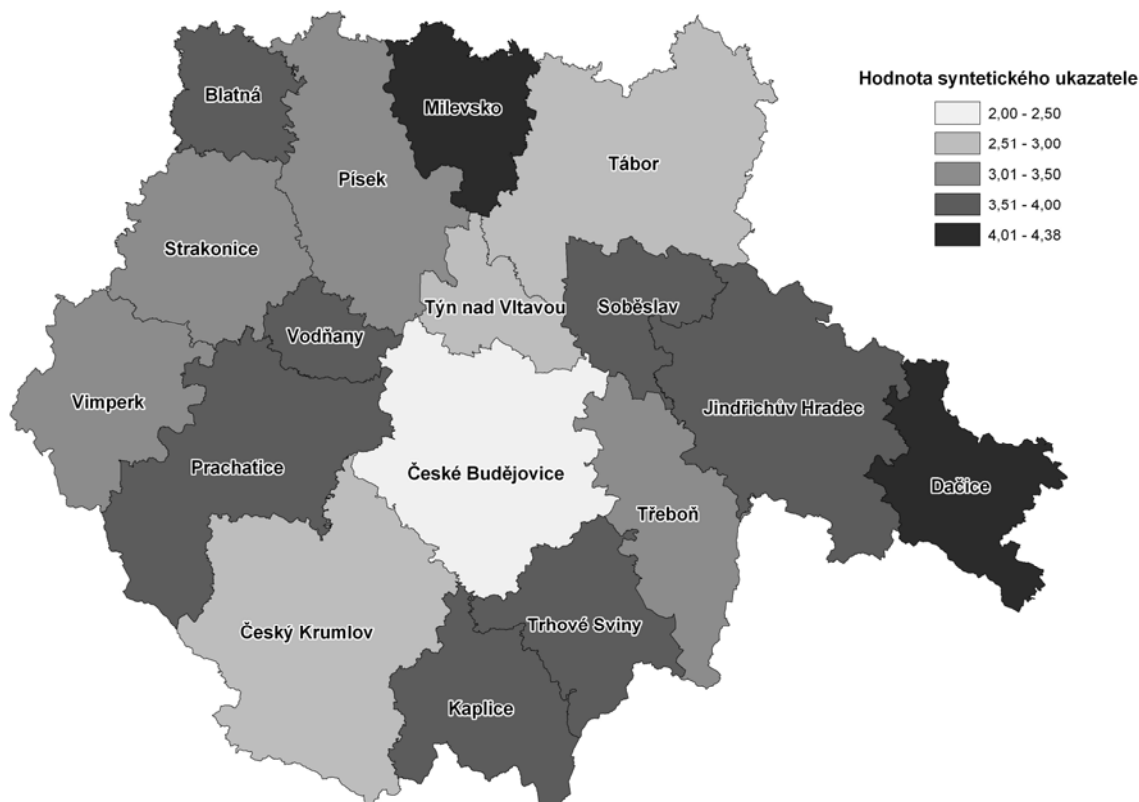 Hodnota syntetického ukazatele
2,00 - 2,50
2,51 - 3,00
3,01 - 3,50
3,51 - 4,00
4,01 - 4,38
Blatná
Milevsko
Tábor
Písek
Strakonice
Týn nad Vltavou
Soběslav
Vodňany
Vimperk
Jindřichův Hradec
Prachatice
České Budějovice
Dačice
Třeboň
Český Krumlov
Trhové Sviny
Kaplice